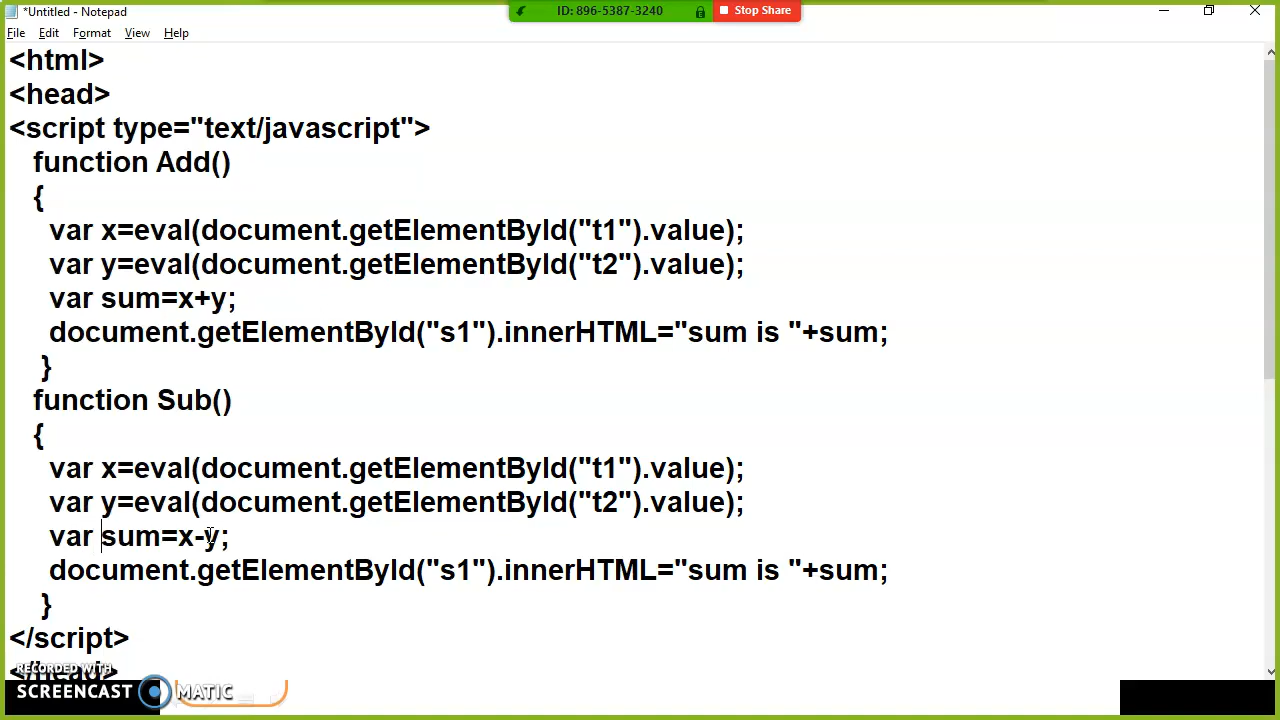 *Untitled - Notepad
ID: 896-5387-3240
Stop Share
File Edit Format View Help
<html>
<head>
<script type="text/javascript">
function Add()
{
var x=eval(document.getElementById("t1").value);
var y=eval(document.getElementById("t2").value);
var sum=x+y;
document.getElementById("s1").innerHTML="sum is "+sum;
}
function Sub()
{
var x=eval(document.getElementById("t1").value);
var y=eval(document.getElementById("t2").value);
var sum=x-y;
document.getElementById("s1").innerHTML="sum is "+sum;
}
</script>
</head>
RECORDED WITH
SCREENCAST MATIC